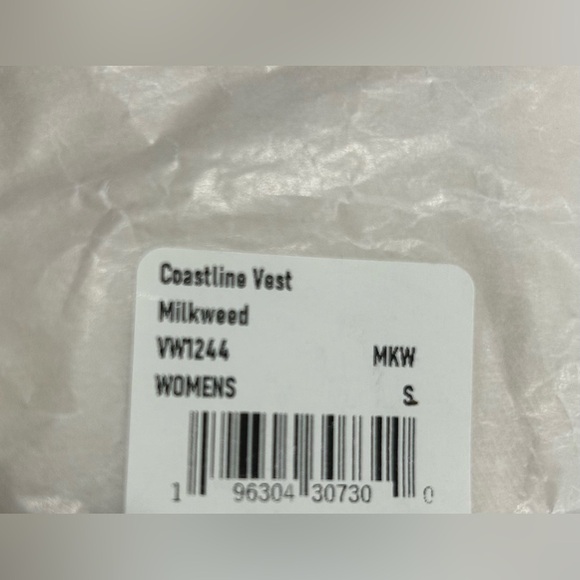 Coastline Vest
Milkweed
VW1244 MKW
WOMENS S
1 96304 30730 0